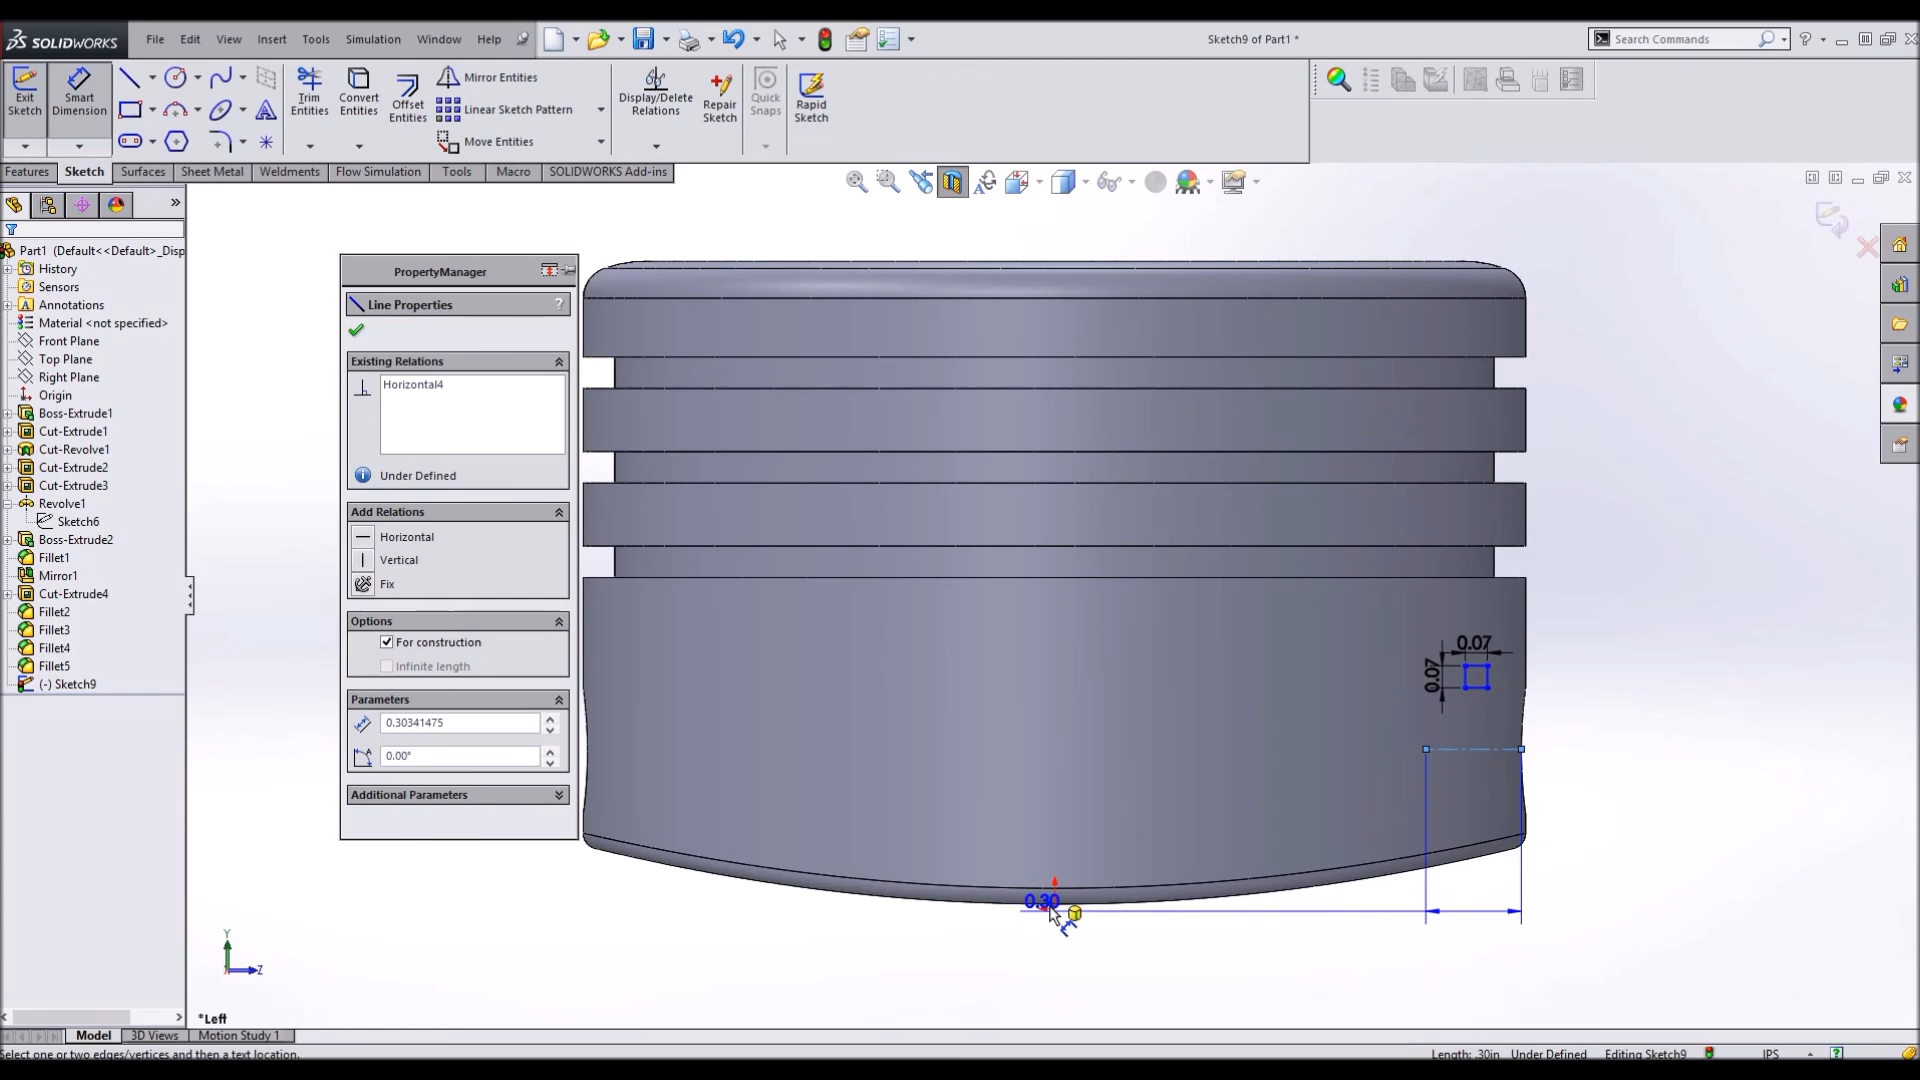 SOLIDWORKS File Edit View Insert Tools Simulation Window Help Sketch9 of Part1 * Search Commands
Exit Sketch Smart Dimension Trim Entities Convert Entities Offset Entities Mirror Entities Linear Sketch Pattern Move Entities Display/Delete Relations Repair Sketch Quick Snaps Rapid Sketch
Features Sketch Surfaces Sheet Metal Weldments Flow Simulation Tools Macro SOLIDWORKS Add-ins
Part1 (Default<<Default>_Disp
History
Sensors
Annotations
Material <not specified>
Front Plane
Top Plane
Right Plane
Origin
Boss-Extrude1
Cut-Extrude1
Cut-Revolve1
Cut-Extrude2
Cut-Extrude3
Revolve1
Sketch6
Boss-Extrude2
Fillet1
Mirror1
Cut-Extrude4
Fillet2
Fillet3
Fillet4
Fillet5
(-) Sketch9
PropertyManager
Line Properties ?
Existing Relations
Horizontal4
Under Defined
Add Relations
Horizontal
Vertical
Fix
Options
For construction
Infinite length
Parameters
0.30341475
0.00°
Additional Parameters
0.07
0.07
0.30
Y
Z
*Left
Model 3D Views Motion Study 1
Select one or two edges/vertices and then a text location. Length: .30in Under Defined Editing Sketch9 IPS ?